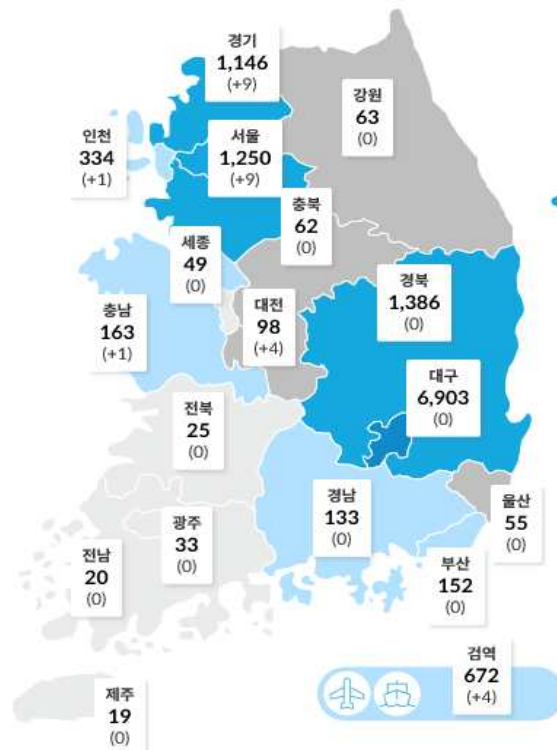 경기
1,146
(+9)
강원
63
(0)
인천
334
(+1)
서울
1,250
(+9)
충북
62
(0)
세종
49
(0)
경북
1,386
(0)
충남
163
(+1)
대전
98
(+4)
대구
6,903
(0)
전북
25
(0)
경남
133
(0)
울산
55
(0)
광주
33
(0)
전남
20
(0)
부산
152
(0)
검역
672
(+4)
제주
19
(0)